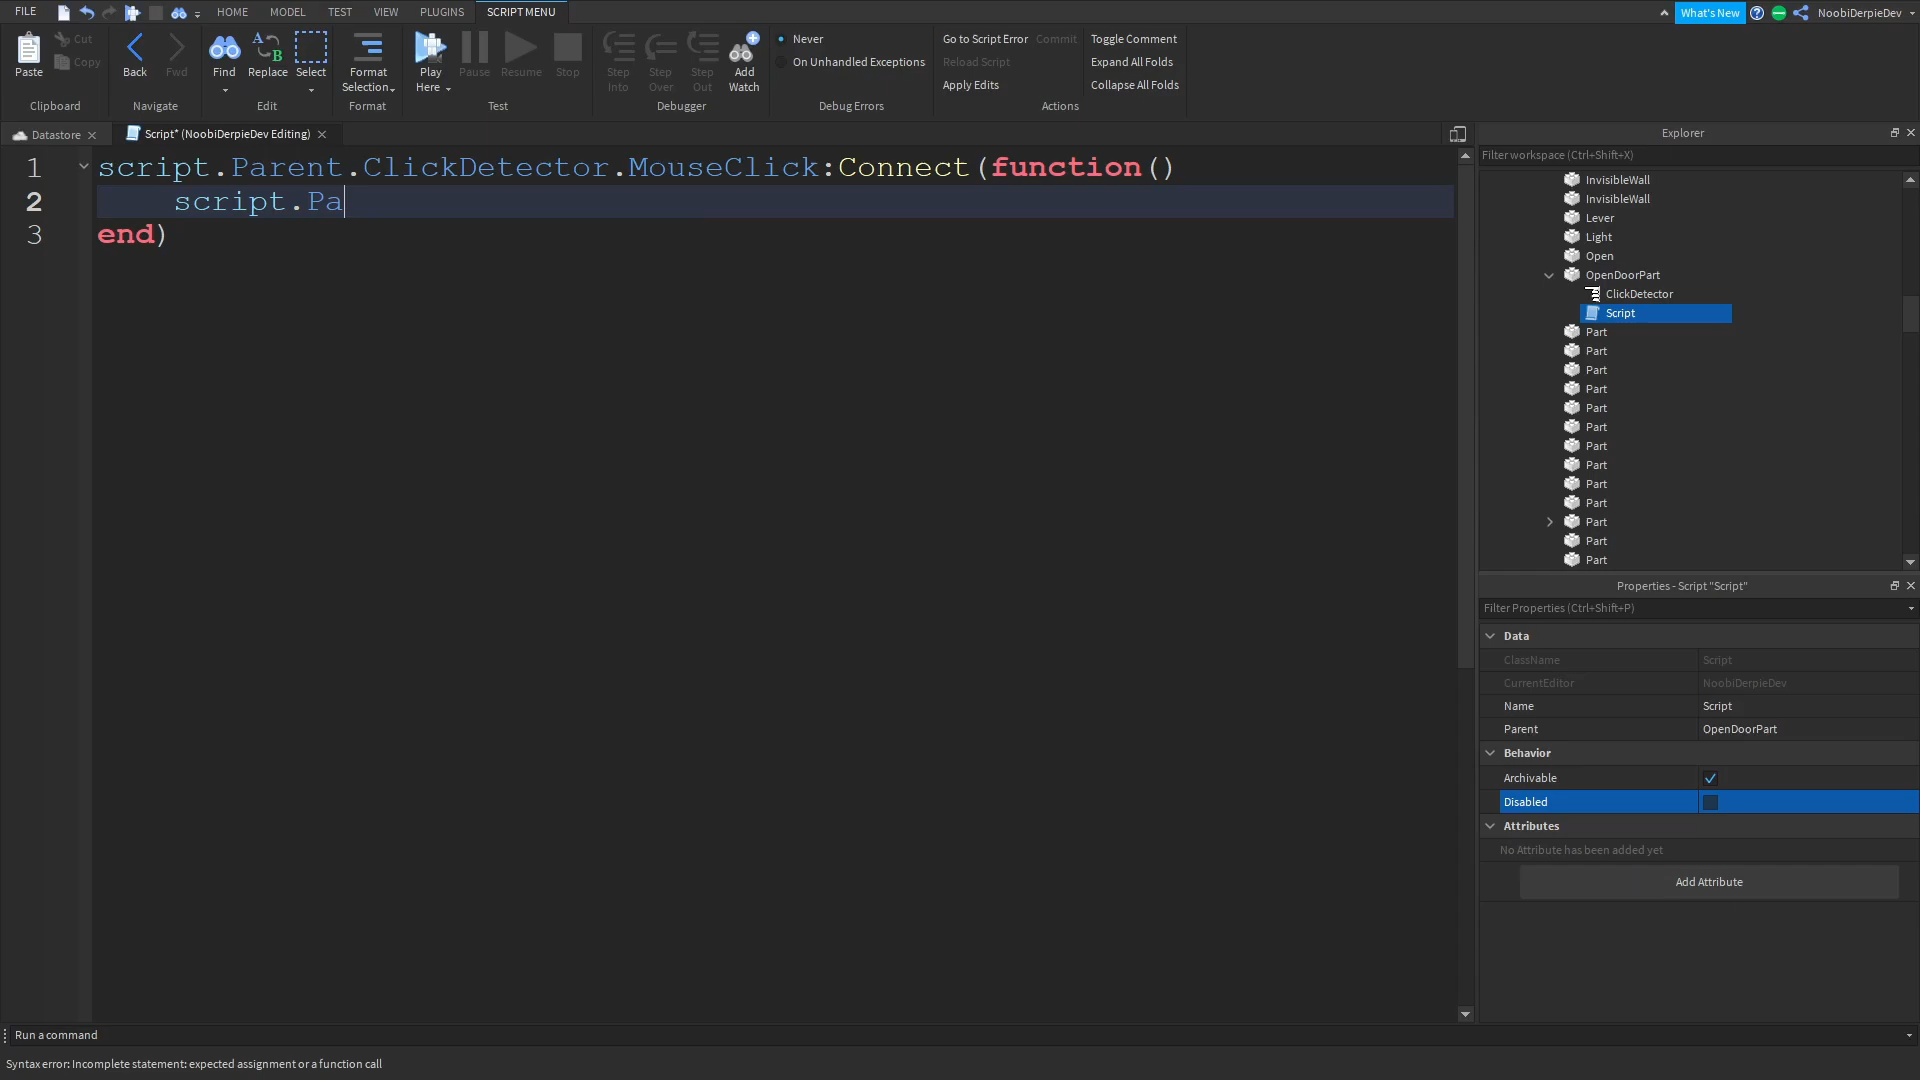 FILE
HOME
MODEL
TEST
VIEW
PLUGINS
SCRIPT MENU
What's New
NoobiDerpieDev
Paste
Cut
Copy
Clipboard
Back
Fwd
Navigate
Find
Replace
Select
Edit
Format
Selection
Format
Play
Here
Pause
Resume
Stop
Test
Step
Into
Step
Over
Step
Out
Add
Watch
Debugger
Never
On Unhandled Exceptions
Debug Errors
Go to Script Error
Commit
Reload Script
Apply Edits
Toggle Comment
Expand All Folds
Collapse All Folds
Actions
Datastore
Script* (NoobiDerpieDev Editing)
1 script.Parent.ClickDetector.MouseClick:Connect(function()
2 script.Pa
3 end)
Explorer
Filter workspace (Ctrl+Shift+X)
InvisibleWall
InvisibleWall
Lever
Light
Open
OpenDoorPart
ClickDetector
Script
Part
Part
Part
Part
Part
Part
Part
Part
Part
Part
Part
Part
Part
Properties - Script "Script"
Filter Properties (Ctrl+Shift+P)
Data
ClassName Script
CurrentEditor NoobiDerpieDev
Name Script
Parent OpenDoorPart
Behavior
Archivable
Disabled
Attributes
No Attribute has been added yet
Add Attribute
Run a command
Syntax error: Incomplete statement: expected assignment or a function call